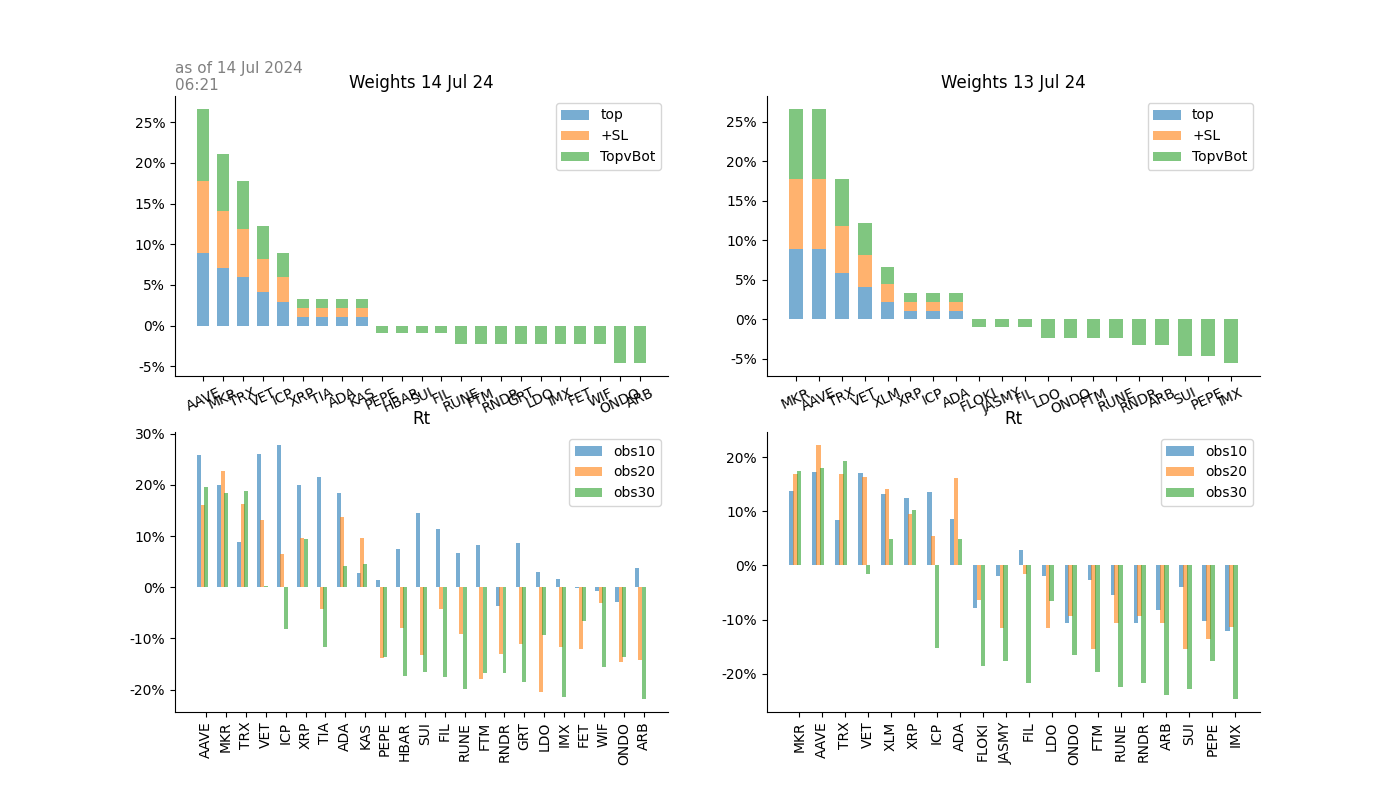 as of 14 Jul 2024
06:21
Weights 14 Jul 24
25%
20%
15%
10%
5%
0%
-5%
top
+SL
TopvBot
AAVE MKR TRX VET ICP XRP TIA ADA KAS PEPE HBAR SUI FIL RUNE FTM RNDR GRT LDO IMX FET WIF ONDO ARB
Weights 13 Jul 24
25%
20%
15%
10%
5%
0%
-5%
top
+SL
TopvBot
MKR AAVE TRX VET XLM XRP ICP ADA FLOKI JASMY FIL LDO ONDO FTM RUNE RNDR ARB SUI PEPE IMX
Rt
30%
20%
10%
0%
-10%
-20%
obs10
obs20
obs30
AAVE MKR TRX VET ICP XRP TIA ADA KAS PEPE HBAR SUI FIL RUNE FTM RNDR GRT LDO IMX FET WIF ONDO ARB
Rt
20%
10%
0%
-10%
-20%
obs10
obs20
obs30
MKR AAVE TRX VET XLM XRP ICP ADA FLOKI JASMY FIL LDO ONDO FTM RUNE RNDR ARB SUI PEPE IMX